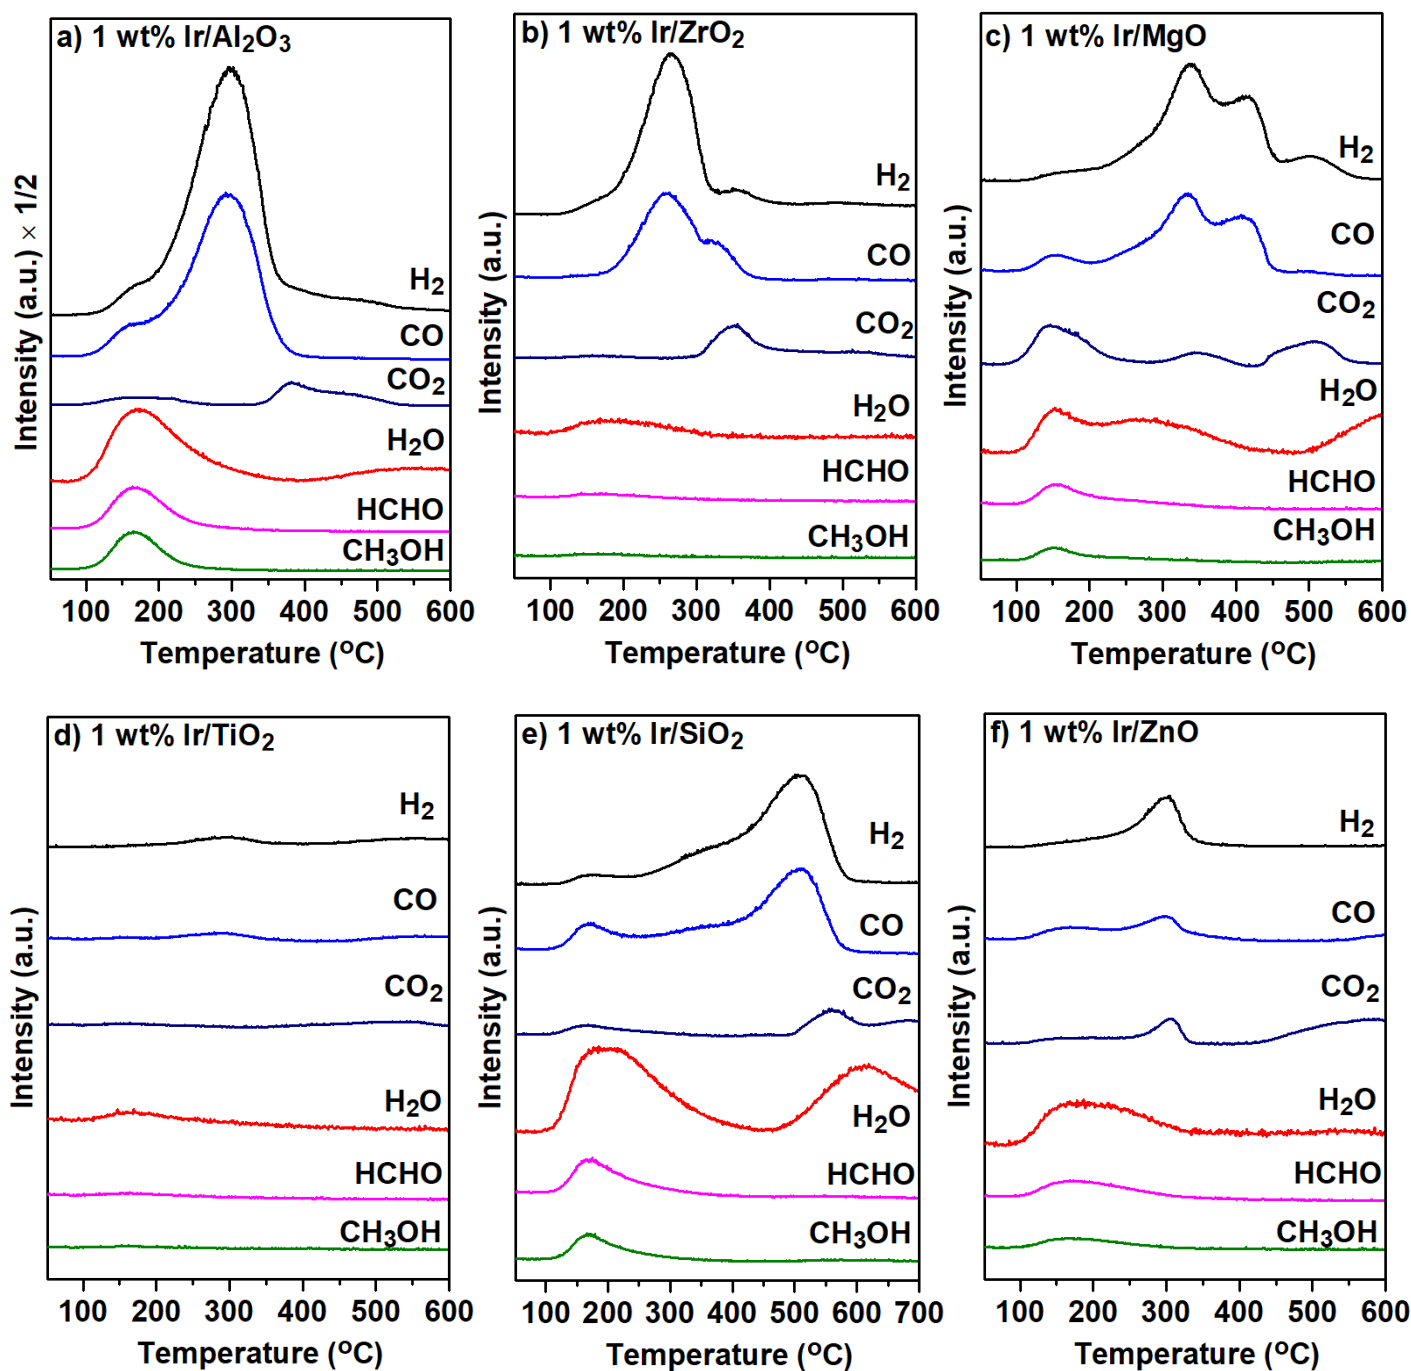 a) 1 wt% Ir/Al₂O₃
Intensity (a.u.) × 1/2
H₂
CO
CO₂
H₂O
HCHO
CH₃OH
100 200 300 400 500 600
Temperature (°C)
b) 1 wt% Ir/ZrO₂
Intensity (a.u.)
H₂
CO
CO₂
H₂O
HCHO
CH₃OH
100 200 300 400 500 600
Temperature (°C)
c) 1 wt% Ir/MgO
Intensity (a.u.)
H₂
CO
CO₂
H₂O
HCHO
CH₃OH
100 200 300 400 500 600
Temperature (°C)
d) 1 wt% Ir/TiO₂
Intensity (a.u.)
H₂
CO
CO₂
H₂O
HCHO
CH₃OH
100 200 300 400 500 600
Temperature (°C)
e) 1 wt% Ir/SiO₂
Intensity (a.u.)
H₂
CO
CO₂
H₂O
HCHO
CH₃OH
100 200 300 400 500 600 700
Temperature (°C)
f) 1 wt% Ir/ZnO
Intensity (a.u.)
H₂
CO
CO₂
H₂O
HCHO
CH₃OH
100 200 300 400 500 600
Temperature (°C)